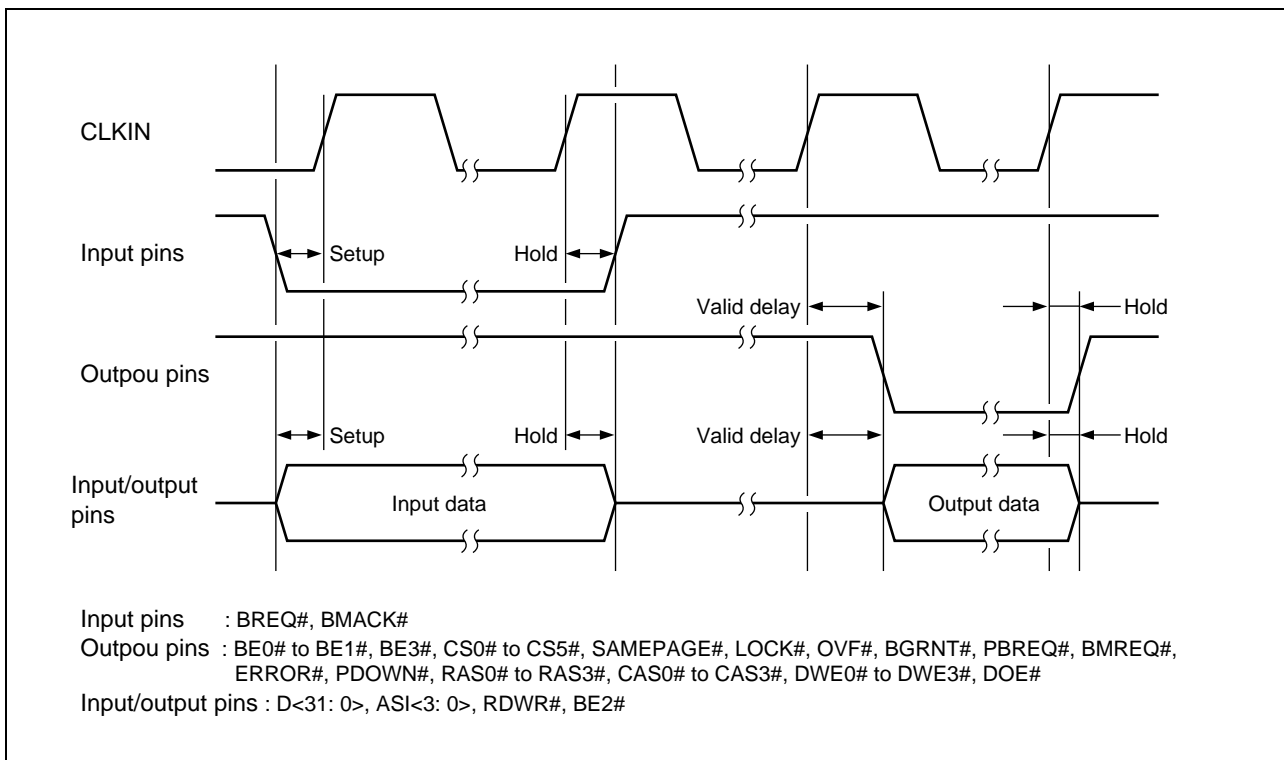 CLKIN
Input pins
Setup
Hold
Valid delay
Hold
Outpou pins
Setup
Hold
Valid delay
Hold
Input/output
pins
Input data
Output data
Input pins : BREQ#, BMACK#
Outpou pins : BE0# to BE1#, BE3#, CS0# to CS5#, SAMEPAGE#, LOCK#, OVF#, BGRNT#, PBREQ#, BMREQ#,
ERROR#, PDOWN#, RAS0# to RAS3#, CAS0# to CAS3#, DWE0# to DWE3#, DOE#
Input/output pins : D<31: 0>, ASI<3: 0>, RDWR#, BE2#